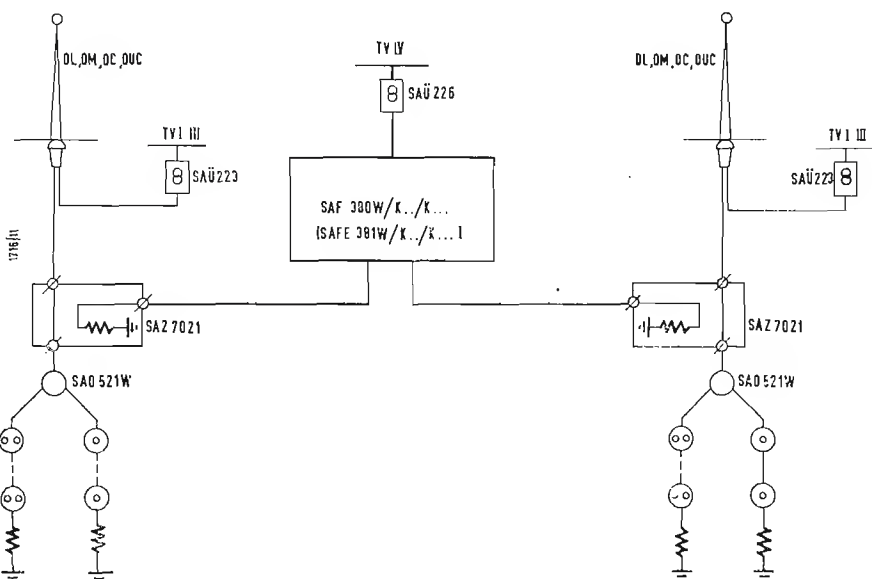 DL,OM,OC,OUC
TV I III
SAÜ223
TV IV
SAÜ 226
DL,OM,OC,OUC
TV I III
SAÜ223
SAF 380W/K../K...
(SAFE 381W/K../K...)
1716/11
SAZ 7021
SAZ 7021
SAO 521W
SAO 521W